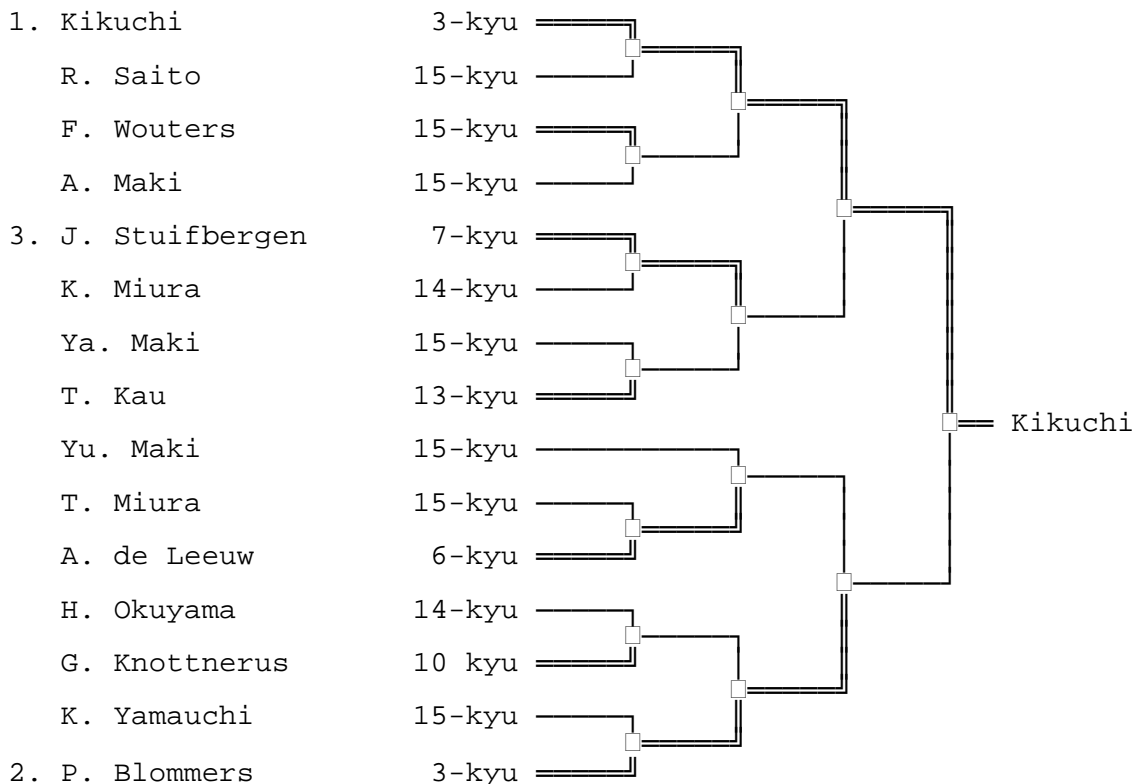 1. Kikuchi 3-kyu
R. Saito 15-kyu
F. Wouters 15-kyu
A. Maki 15-kyu
3. J. Stuifbergen 7-kyu
K. Miura 14-kyu
Ya. Maki 15-kyu
T. Kau 13-kyu
Kikuchi
Yu. Maki 15-kyu
T. Miura 15-kyu
A. de Leeuw 6-kyu
H. Okuyama 14-kyu
G. Knottnerus 10 kyu
K. Yamauchi 15-kyu
2. P. Blommers 3-kyu